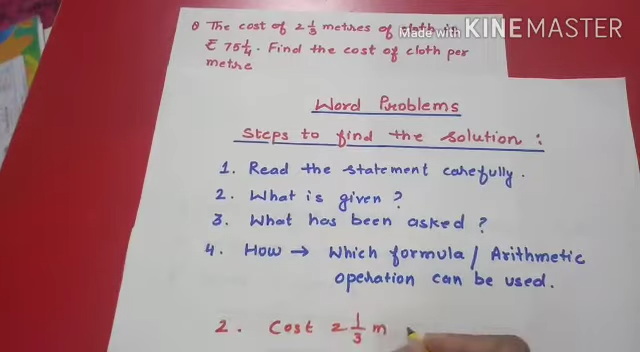 Q The cost of 2 1/3 metres of cloth is
₹ 75 1/4. Find the cost of cloth per
metre
Made with KINEMASTER
Word Problems
Steps to find the solution :
1. Read the statement carefully.
2. What is given ?
3. What has been asked ?
4. How → Which formula / Arithmetic
operation can be used.
2. Cost 2 1/3 m